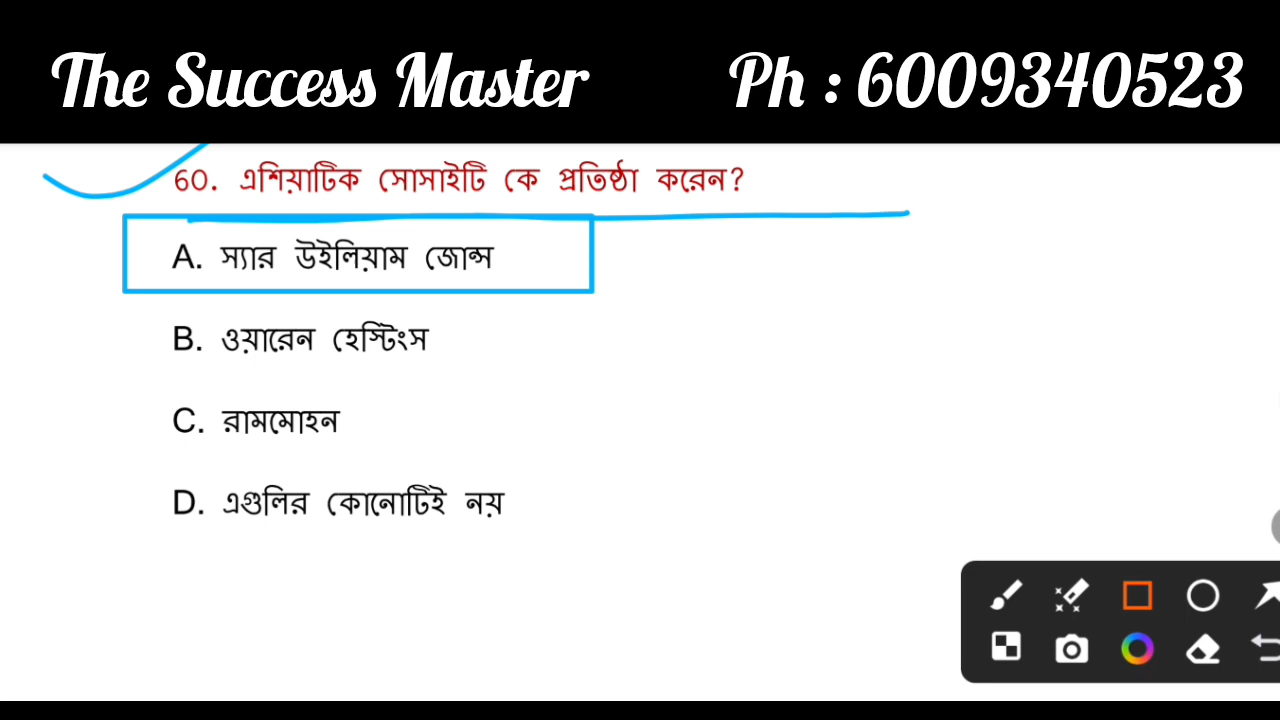 The Success Master Ph : 6009340523
60. এশিয়াটিক সোসাইটি কে প্রতিষ্ঠা করেন?
A. স্যার উইলিয়াম জোন্স
B. ওয়ারেন হেস্টিংস
C. রামমোহন
D. এগুলির কোনোটিই নয়